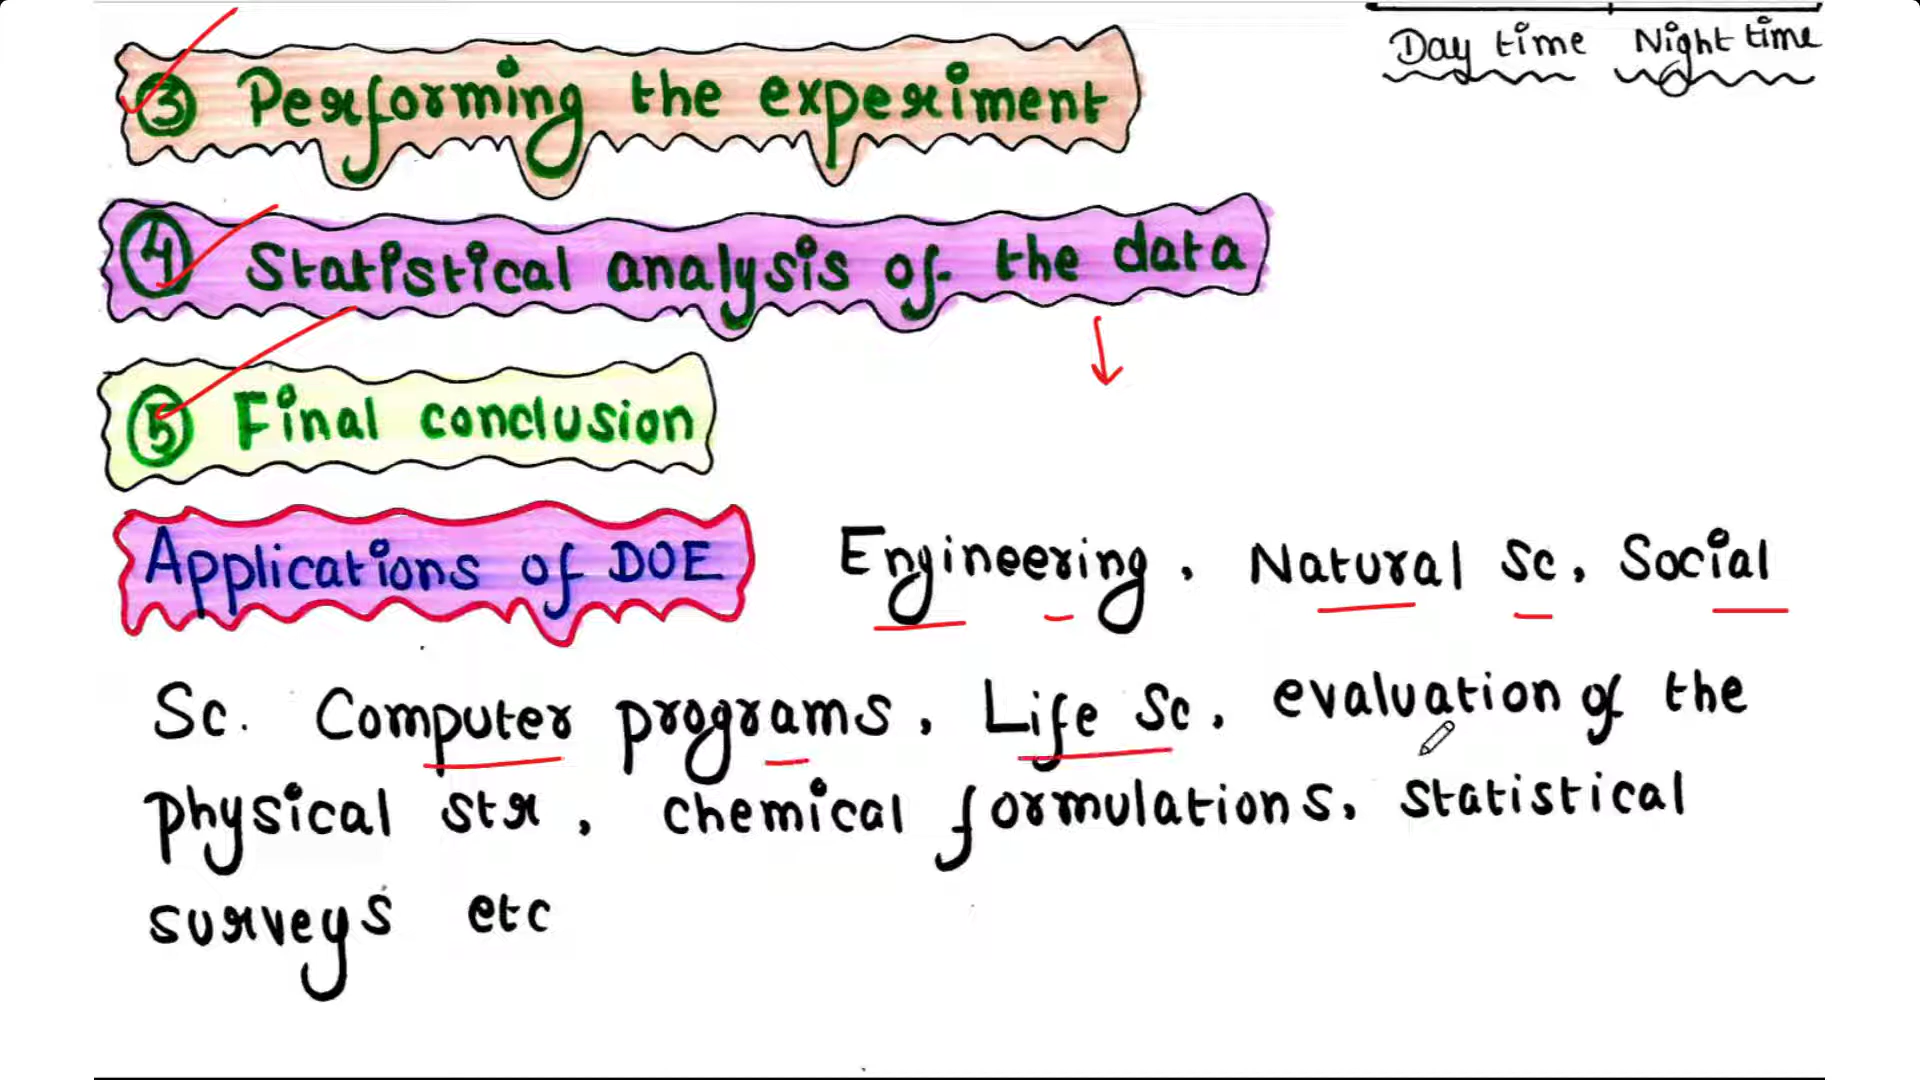 Day time Night time
③ Performing the experiment
④ Statistical analysis of the data
⑤ Final conclusion
Applications of DOE Engineering, Natural Sc, Social
Sc. Computer programs, Life Sc, evaluation of the
physical str, chemical formulations, statistical
surveys etc